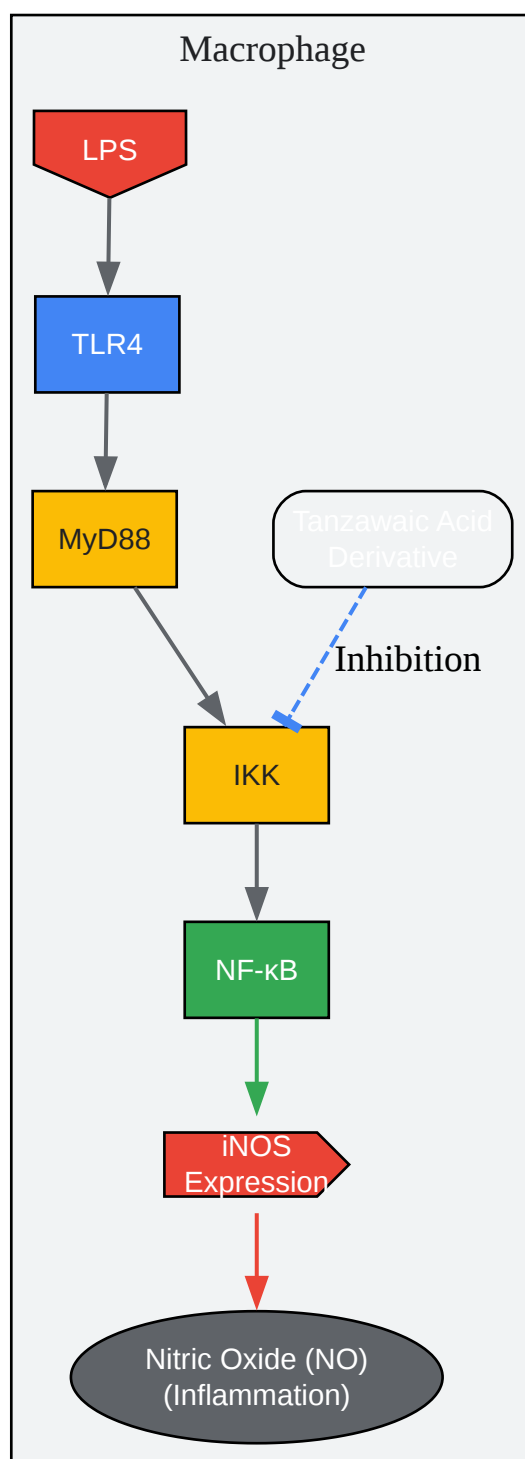 Macrophage
LPS
TLR4
MyD88
Tanzawaic Acid
Derivative
Inhibition
IKK
NF-κB
iNOS
Expression
Nitric Oxide (NO)
(Inflammation)